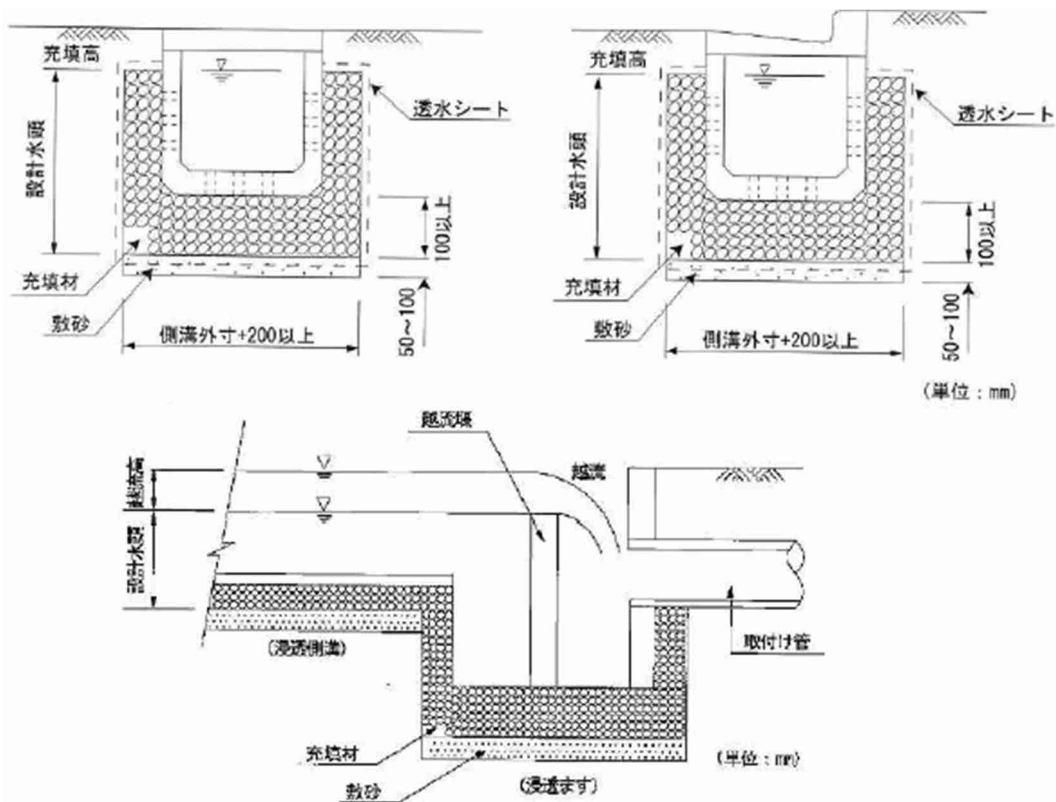 充填高
透水シート
設計水頭
100以上
充填材
敷砂
50～100
側溝外寸+200以上
充填高
透水シート
設計水頭
100以上
充填材
敷砂
50～100
側溝外寸+200以上
(単位：mm)
越流堰
越流高
設計水頭
(浸透側溝)
取付け管
充填材
敷砂
(浸透ます)
(単位：mm)